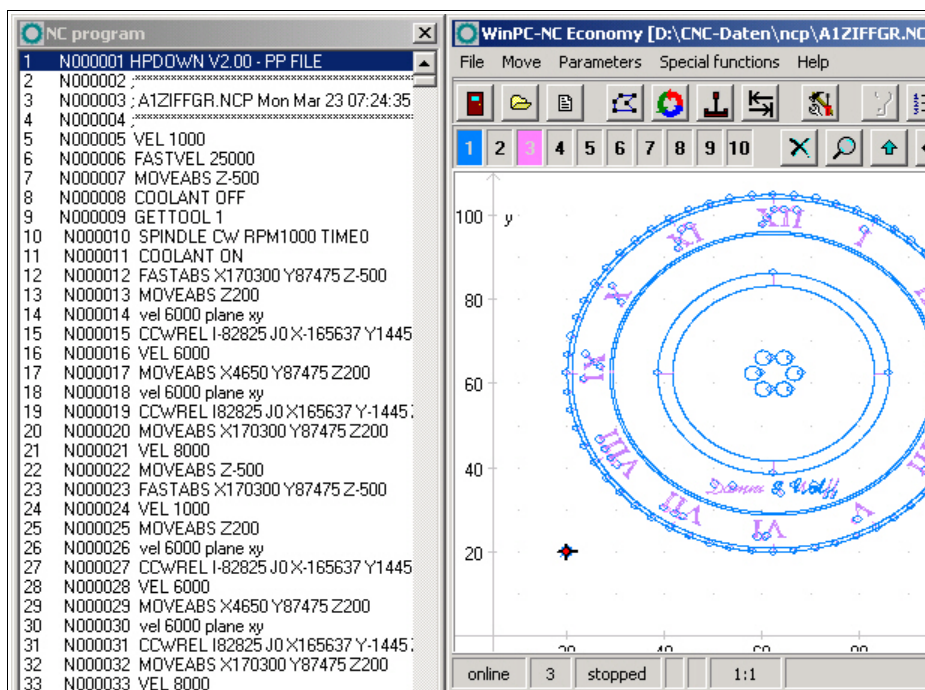 NC program
1 N000001 HPDOWN V2.00 - PP FILE
2 N000002 ;**********************************************
3 N000003 ; A1ZIFFGR.NCP Mon Mar 23 07:24:35
4 N000004 ;**********************************************
5 N000005 VEL 1000
6 N000006 FASTVEL 25000
7 N000007 MOVEABS Z-500
8 N000008 COOLANT OFF
9 N000009 GETTOOL 1
10 N000010 SPINDLE CW RPM1000 TIME0
11 N000011 COOLANT ON
12 N000012 FASTABS X170300 Y87475 Z-500
13 N000013 MOVEABS Z200
14 N000014 vel 6000 plane xy
15 N000015 CCWREL I-82825 J0 X-165637 Y1445
16 N000016 VEL 6000
17 N000017 MOVEABS X4650 Y87475 Z200
18 N000018 vel 6000 plane xy
19 N000019 CCWREL I82825 J0 X165637 Y-1445
20 N000020 MOVEABS X170300 Y87475 Z200
21 N000021 VEL 8000
22 N000022 MOVEABS Z-500
23 N000023 FASTABS X170300 Y87475 Z-500
24 N000024 VEL 1000
25 N000025 MOVEABS Z200
26 N000026 vel 6000 plane xy
27 N000027 CCWREL I-82825 J0 X-165637 Y1445
28 N000028 VEL 6000
29 N000029 MOVEABS X4650 Y87475 Z200
30 N000030 vel 6000 plane xy
31 N000031 CCWREL I82825 J0 X165637 Y-1445
32 N000032 MOVEABS X170300 Y87475 Z200
33 N000033 VEL 8000
WinPC-NC Economy [D:\CNC-Daten\ncp\A1ZIFFGR.NC
File Move Parameters Special functions Help
1 2 3 4 5 6 7 8 9 10
100 y
80
60
40
20
XII
I
XI
X
IX
VIII
VII
VI
V
Damm & Wolff
online 3 stopped 1:1